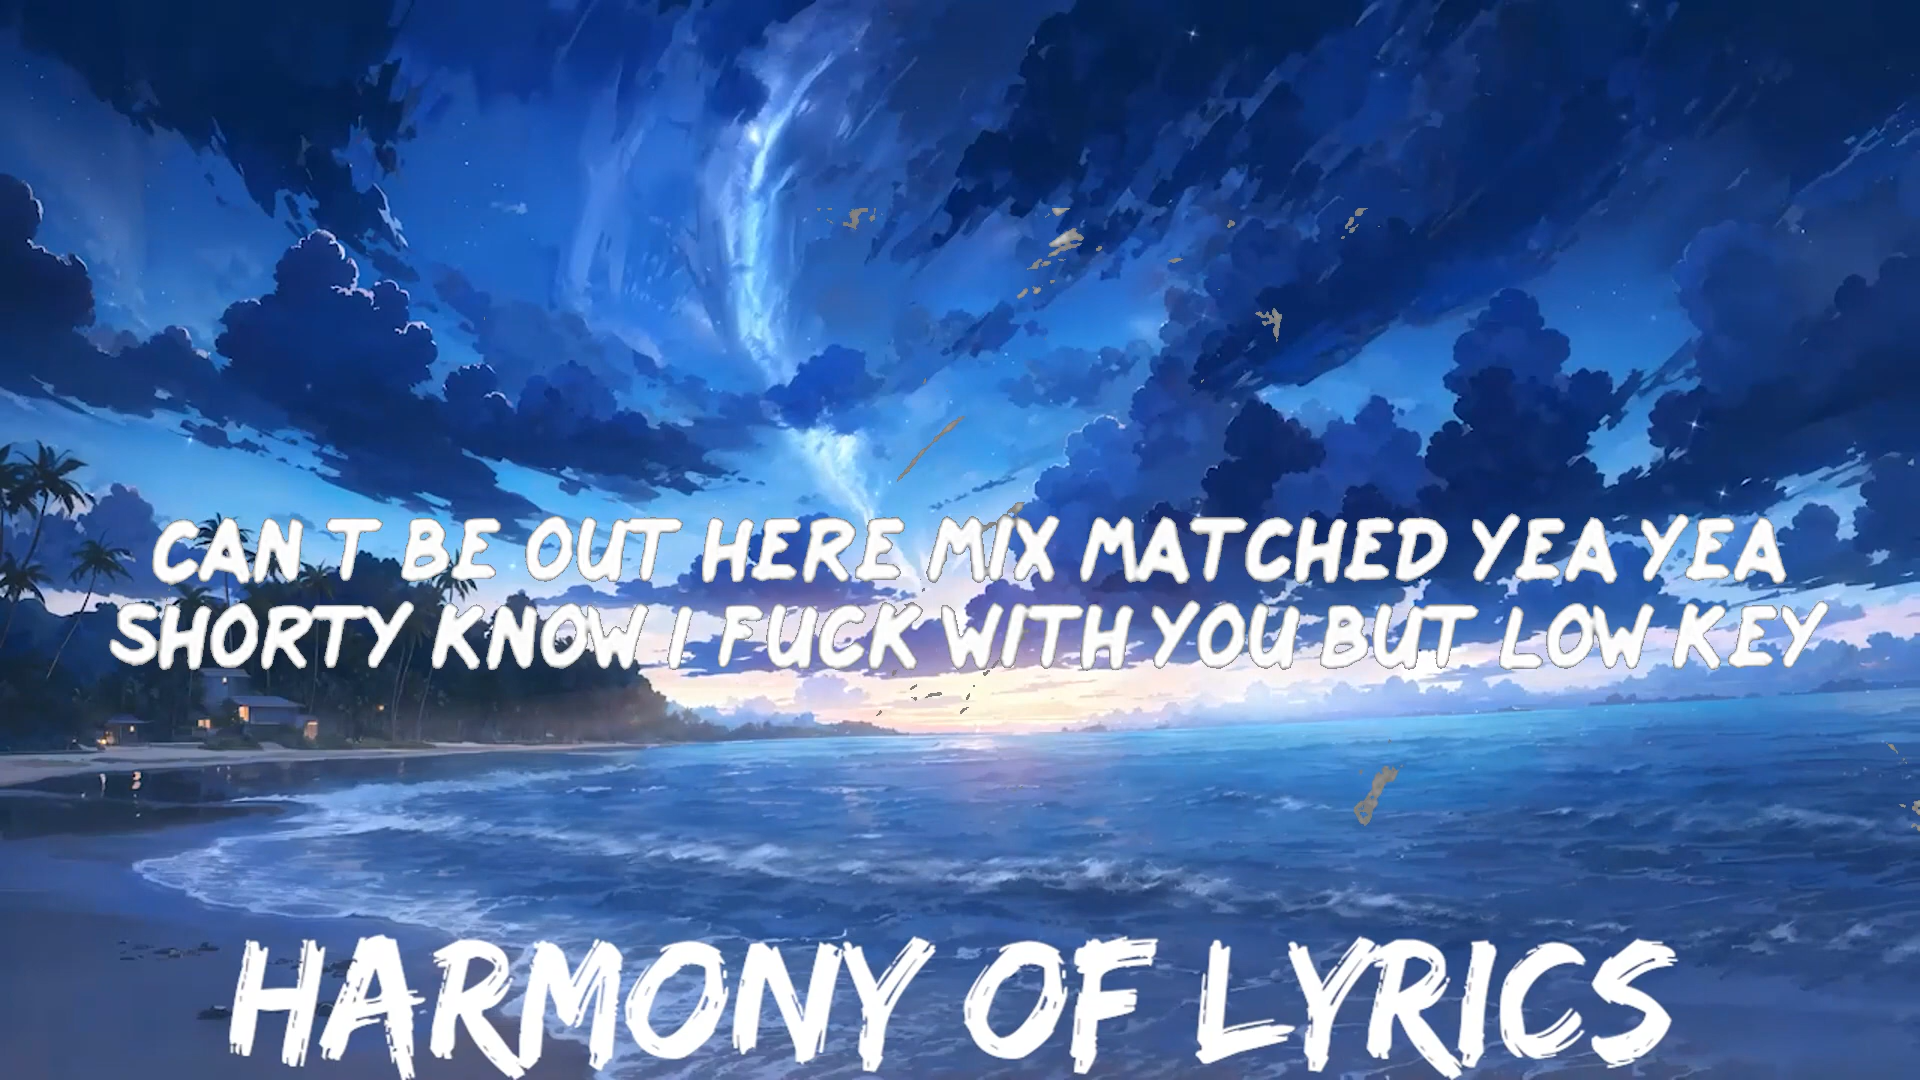 CAN T BE OUT HERE MIX MATCHED YEA YEA
SHORTY KNOW I FUCK WITH YOU BUT LOW KEY
HARMONY OF LYRICS